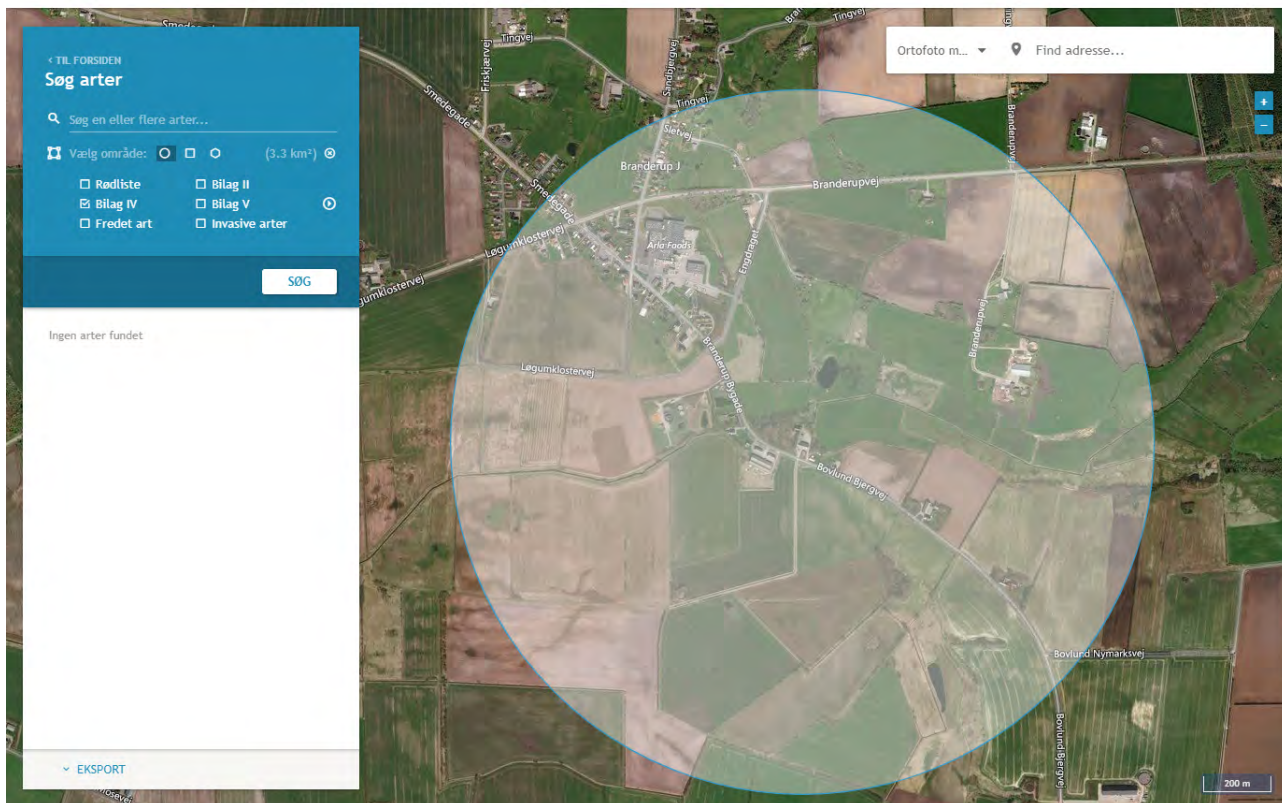 ‹ TIL FORSIDEN
Søg arter
Søg en eller flere arter...
Vælg område:
(3.3 km²)
Rødliste
Bilag II
Bilag IV
Bilag V
Fredet art
Invasive arter
SØG
Ingen arter fundet
EKSPORT
Ortofoto m...
Find adresse...
+
−
Smedegade
Tingvej
Tingvej
Friskjærvej
Sandbjergvej
Smedegade
Tingvej
Sletvej
Branderup J
Branderupvej
Branderupvej
Smedegade
Arla Foods
Engdraget
Løgumklostervej
Branderupvej
Løgumklostervej
Branderup Bygade
Bovlund Bjergvej
Bovlund Nymarksvej
Bovlund Bjergvej
200 m